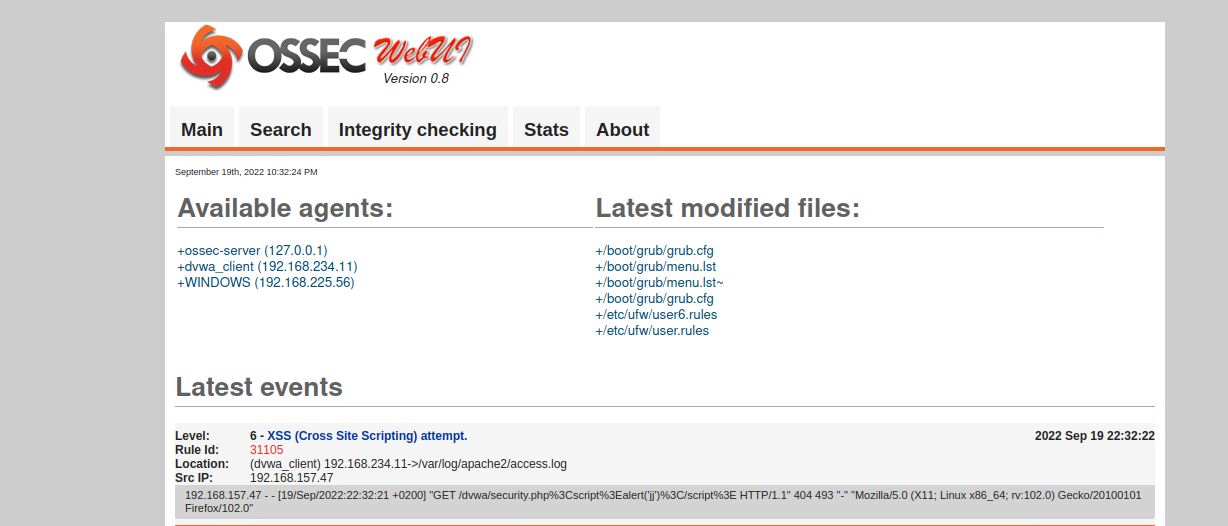 OSSEC WebUI
Version 0.8
Main Search Integrity checking Stats About
September 19th, 2022 10:32:24 PM
Available agents:
+ossec-server (127.0.0.1)
+dvwa_client (192.168.234.11)
+WINDOWS (192.168.225.56)
Latest modified files:
+/boot/grub/grub.cfg
+/boot/grub/menu.lst
+/boot/grub/menu.lst~
+/boot/grub/grub.cfg
+/etc/ufw/user6.rules
+/etc/ufw/user.rules
Latest events
Level: 6 - XSS (Cross Site Scripting) attempt. 2022 Sep 19 22:32:22
Rule Id: 31105
Location: (dvwa_client) 192.168.234.11->/var/log/apache2/access.log
Src IP: 192.168.157.47
192.168.157.47 - - [19/Sep/2022:22:32:21 +0200] "GET /dvwa/security.php%3Cscript%3Ealert('jj')%3C/script%3E HTTP/1.1" 404 493 "-" "Mozilla/5.0 (X11; Linux x86_64; rv:102.0) Gecko/20100101
Firefox/102.0"